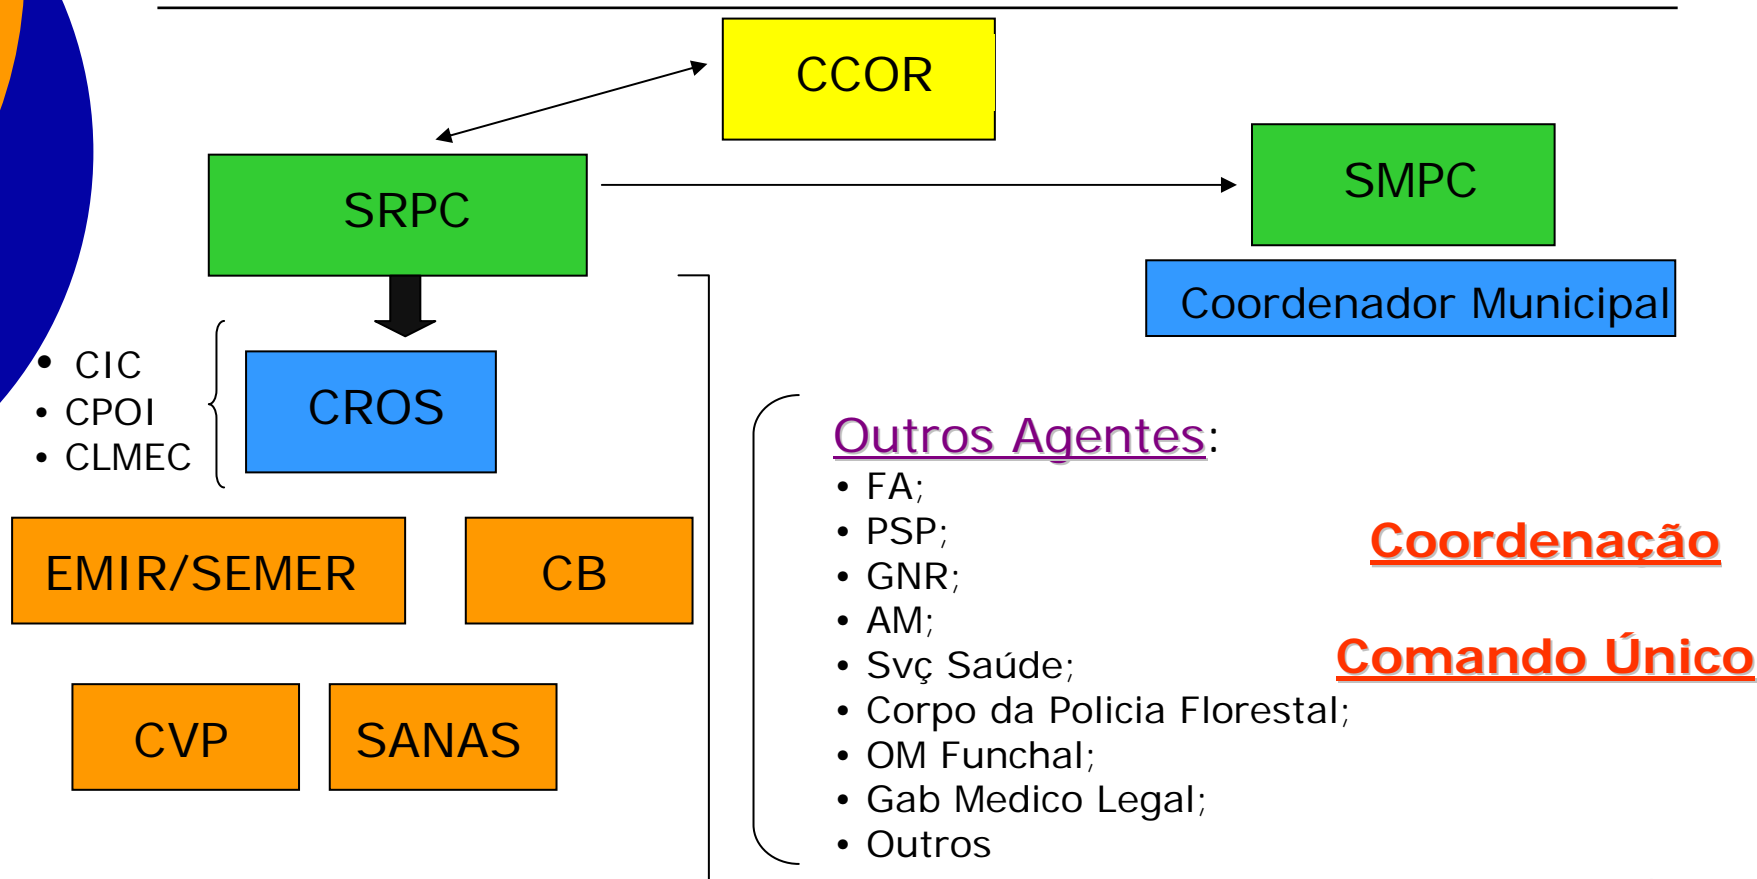 CCOR
SRPC
SMPC
Coordenador Municipal
• CIC
• CPOI
• CLMEC
CROS
EMIR/SEMER
CB
CVP
SANAS
Outros Agentes:
• FA;
• PSP;
• GNR;
• AM;
• Svç Saúde;
• Corpo da Policia Florestal;
• OM Funchal;
• Gab Medico Legal;
• Outros
Coordenação
Comando Único